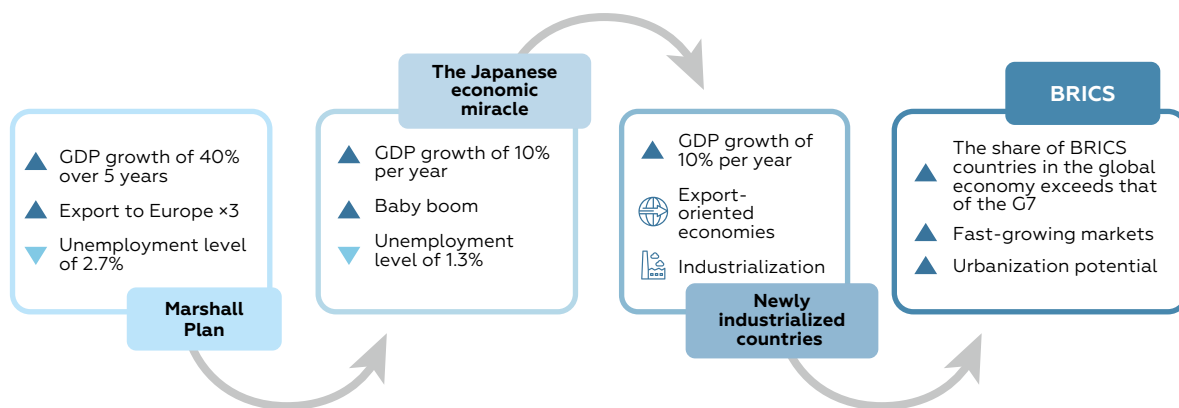 GDP growth of 40%
over 5 years
Export to Europe ×3
Unemployment level
of 2.7%
Marshall
Plan
The Japanese
economic
miracle
GDP growth of 10%
per year
Baby boom
Unemployment
level of 1.3%
GDP growth of
10% per year
Export-
oriented
economies
Industrialization
Newly
industrialized
countries
BRICS
The share of BRICS
countries in the global
economy exceeds that
of the G7
Fast-growing markets
Urbanization potential